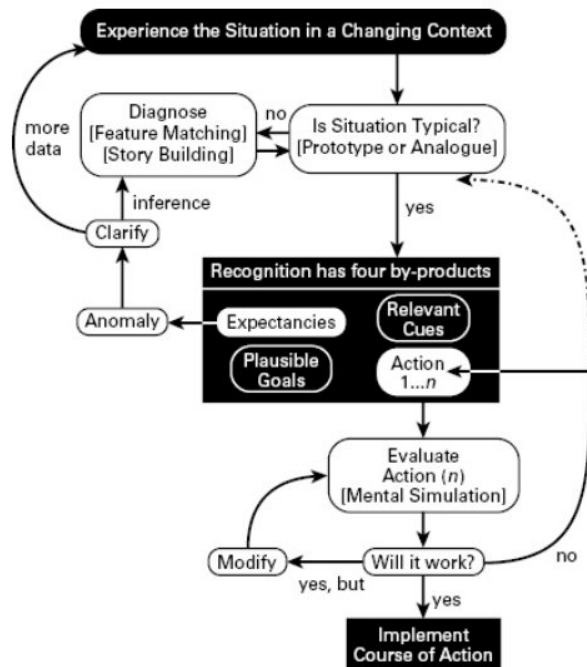 Experience the Situation in a Changing Context
Diagnose
[Feature Matching]
[Story Building]
no
Is Situation Typical?
[Prototype or Analogue]
more
data
inference
yes
Clarify
Recognition has four by-products
Anomaly
Expectancies
Relevant
Cues
Plausible
Goals
Action
1...n
Evaluate
Action (n)
[Mental Simulation]
Modify
Will it work?
no
yes, but
yes
Implement
Course of Action